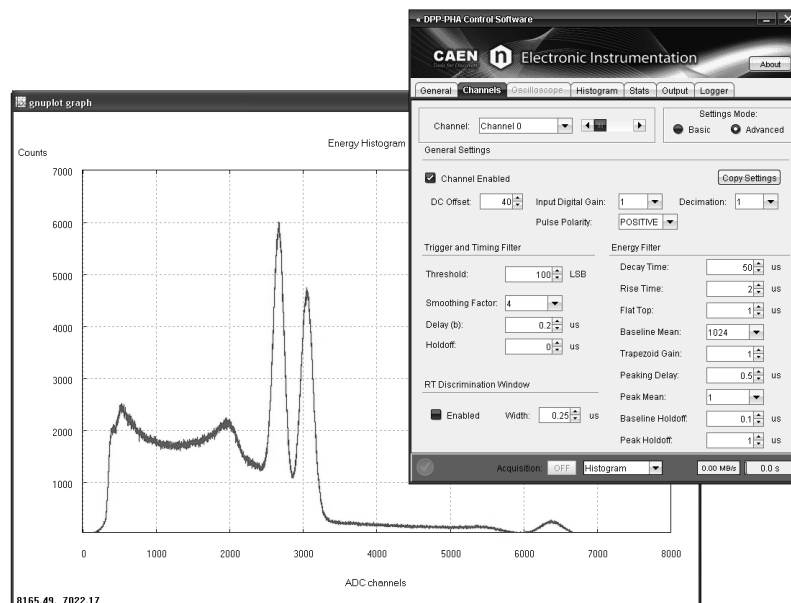 DPP-PHA Control Software
CAEN n Electronic Instrumentation
Tools for Discovery
About
General Channels Oscilloscope Histogram Stats Output Logger
Channel: Channel 0
Settings Mode:
Basic Advanced
General Settings
Channel Enabled
Copy Settings
DC Offset: 40 Input Digital Gain: 1 Decimation: 1
Pulse Polarity: POSITIVE
Trigger and Timing Filter
Threshold: 100 LSB
Smoothing Factor: 4
Delay (b): 0.2 us
Holdoff: 0 us
RT Discrimination Window
Enabled Width: 0.25 us
Energy Filter
Decay Time: 50 us
Rise Time: 2 us
Flat Top: 1 us
Baseline Mean: 1024
Trapezoid Gain: 1
Peaking Delay: 0.5 us
Peak Mean: 1
Baseline Holdoff: 0.1 us
Peak Holdoff: 1 us
Acquisition: OFF Histogram 0.00 MB/s 0.0 s
gnuplot graph
Energy Histogram
Counts
7000
6000
5000
4000
3000
2000
1000
0 1000 2000 3000 4000 5000 6000 7000 8000
ADC channels
8165.49, 7022.17